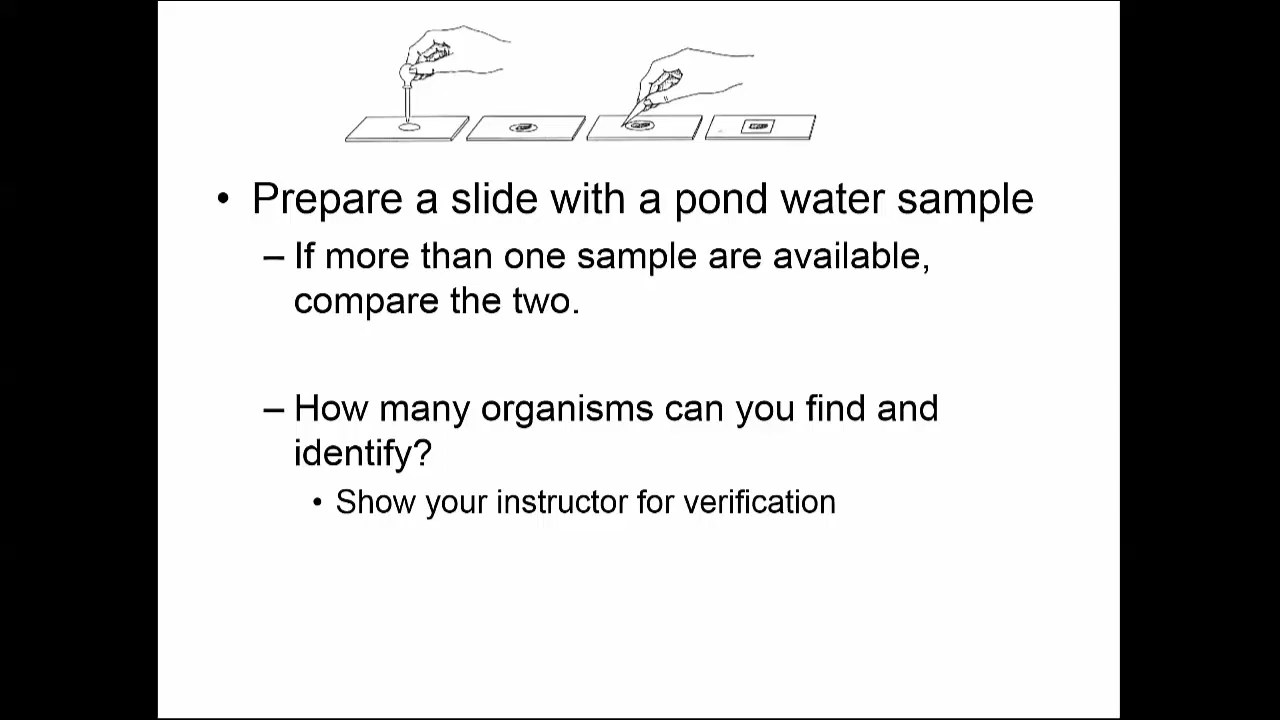 • Prepare a slide with a pond water sample
– If more than one sample are available,
compare the two.
– How many organisms can you find and
identify?
• Show your instructor for verification